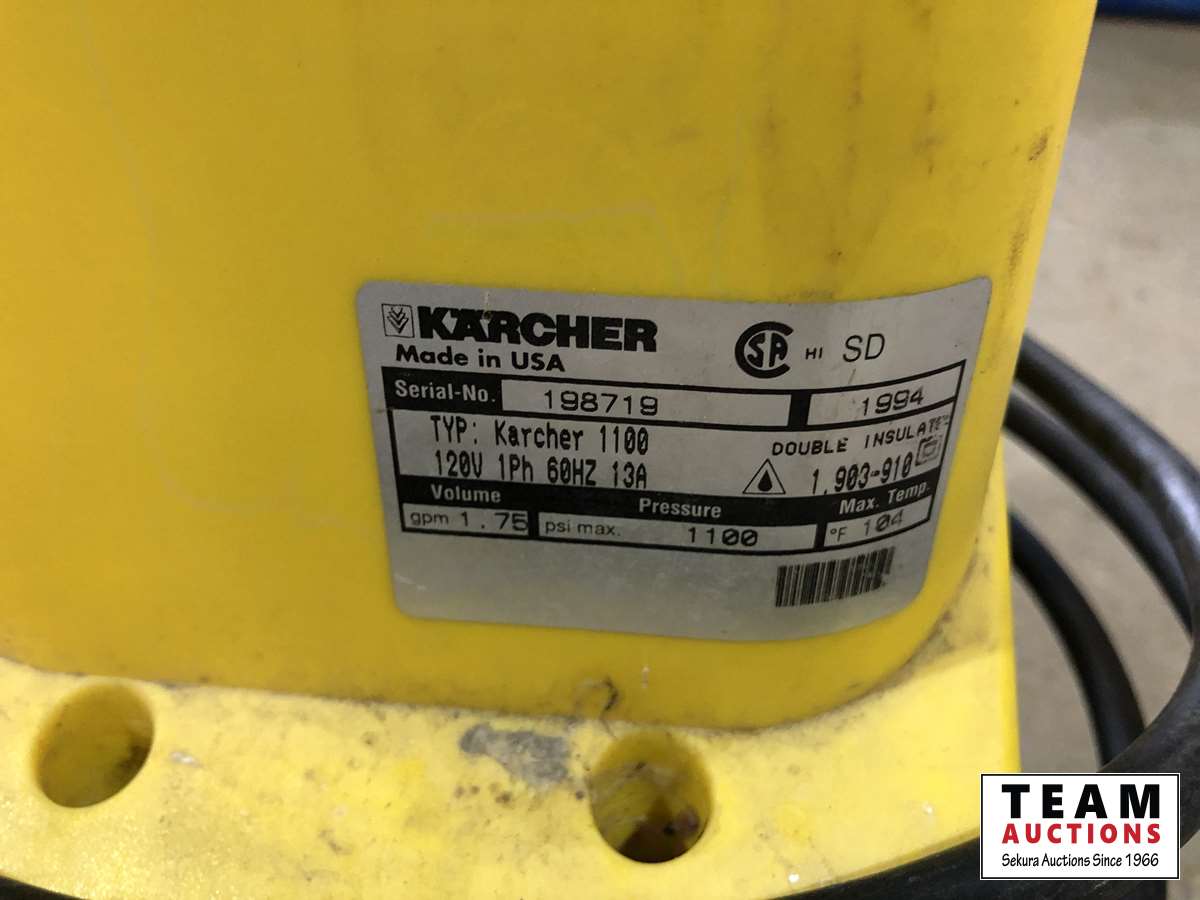 KÄRCHER
Made in USA
SA HI SD
Serial-No. 198719 1994
TYP: Karcher 1100 DOUBLE INSULATE
120V 1Ph 60HZ 13A 1.903-910
Volume Pressure Max. Temp.
gpm 1.75 psi max. 1100 °F 104
TEAM
AUCTIONS
Sekura Auctions Since 1966